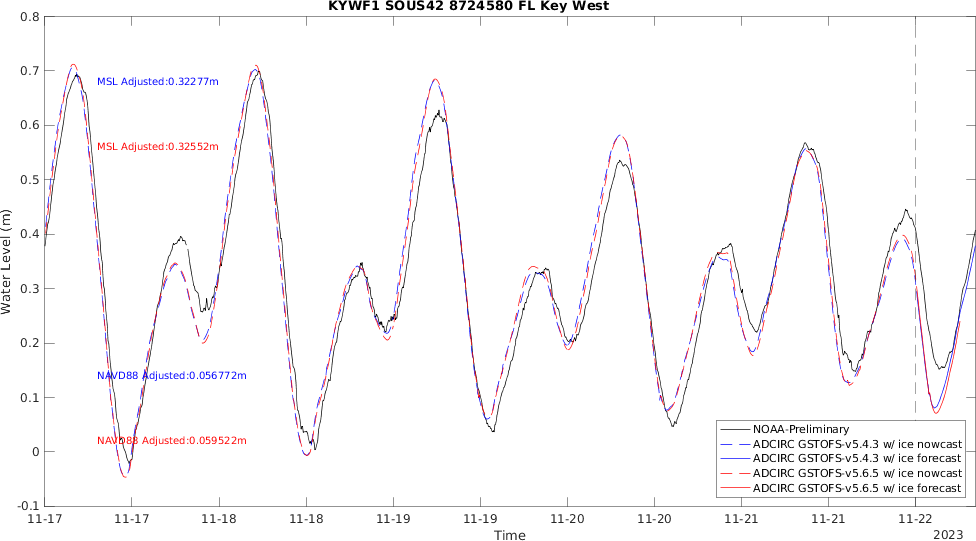 KYWF1 SOUS42 8724580 FL Key West
0.8
0.7
0.6
0.5
0.4
0.3
0.2
0.1
0
-0.1
Water Level (m)
MSL Adjusted:0.32277m
MSL Adjusted:0.32552m
NAVD88 Adjusted:0.056772m
NAVD88 Adjusted:0.059522m
NOAA-Preliminary
ADCIRC GSTOFS-v5.4.3 w/ice nowcast
ADCIRC GSTOFS-v5.4.3 w/ice forecast
ADCIRC GSTOFS-v5.6.5 w/ice nowcast
ADCIRC GSTOFS-v5.6.5 w/ice forecast
11-17 11-17 11-18 11-18 11-19 11-19 11-20 11-20 11-21 11-21 11-22
Time
2023